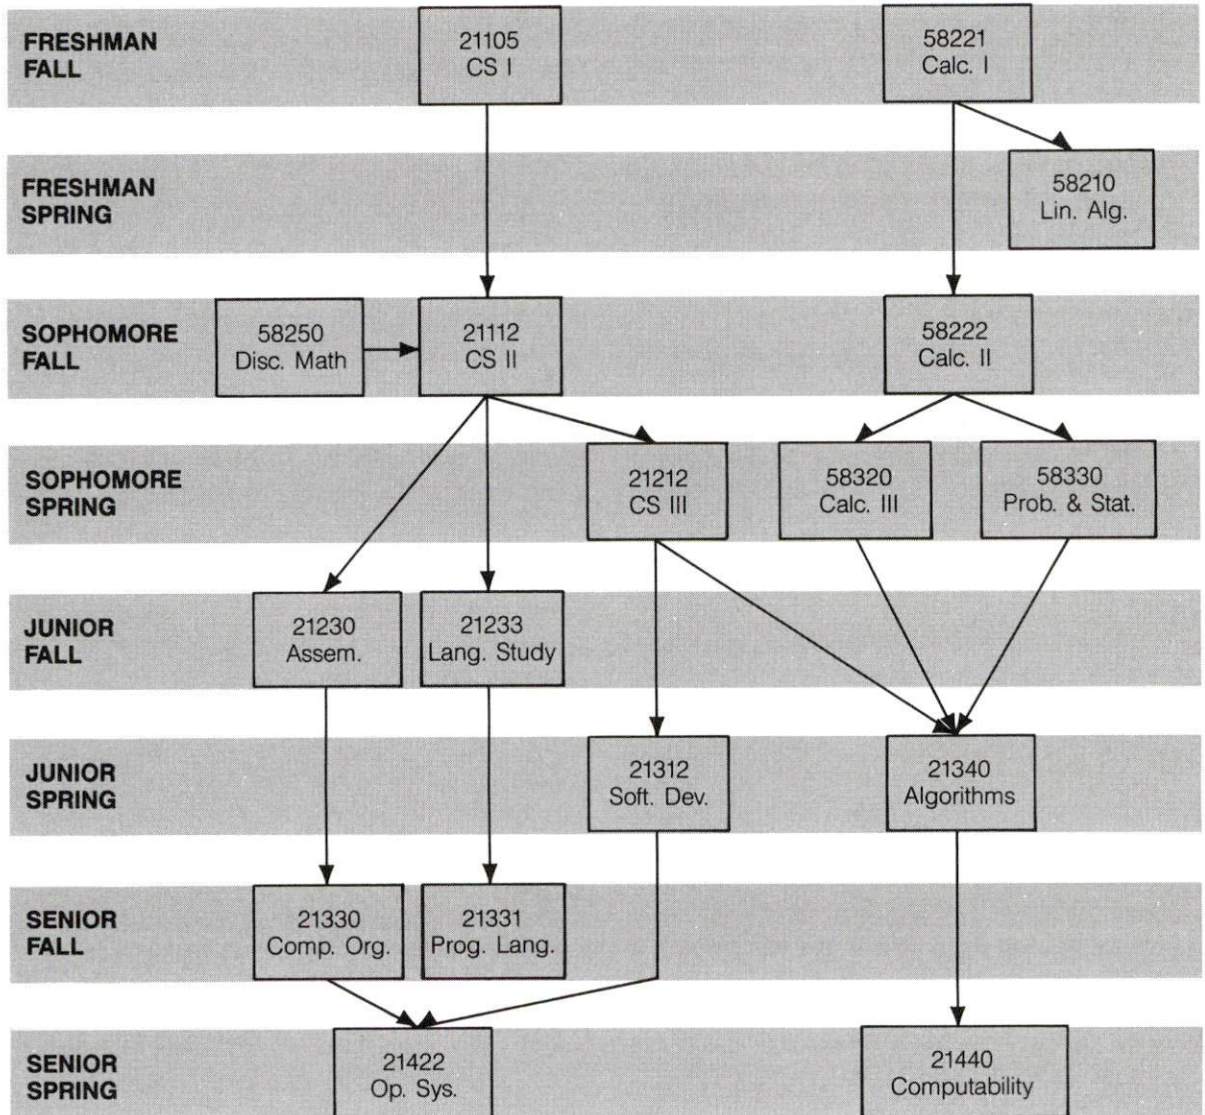 FRESHMAN
FALL
21105
CS I
58221
Calc. I
FRESHMAN
SPRING
58210
Lin. Alg.
SOPHOMORE
FALL
58250
Disc. Math
21112
CS II
58222
Calc. II
SOPHOMORE
SPRING
21212
CS III
58320
Calc. III
58330
Prob. & Stat.
JUNIOR
FALL
21230
Assem.
21233
Lang. Study
JUNIOR
SPRING
21312
Soft. Dev.
21340
Algorithms
SENIOR
FALL
21330
Comp. Org.
21331
Prog. Lang.
SENIOR
SPRING
21422
Op. Sys.
21440
Computability